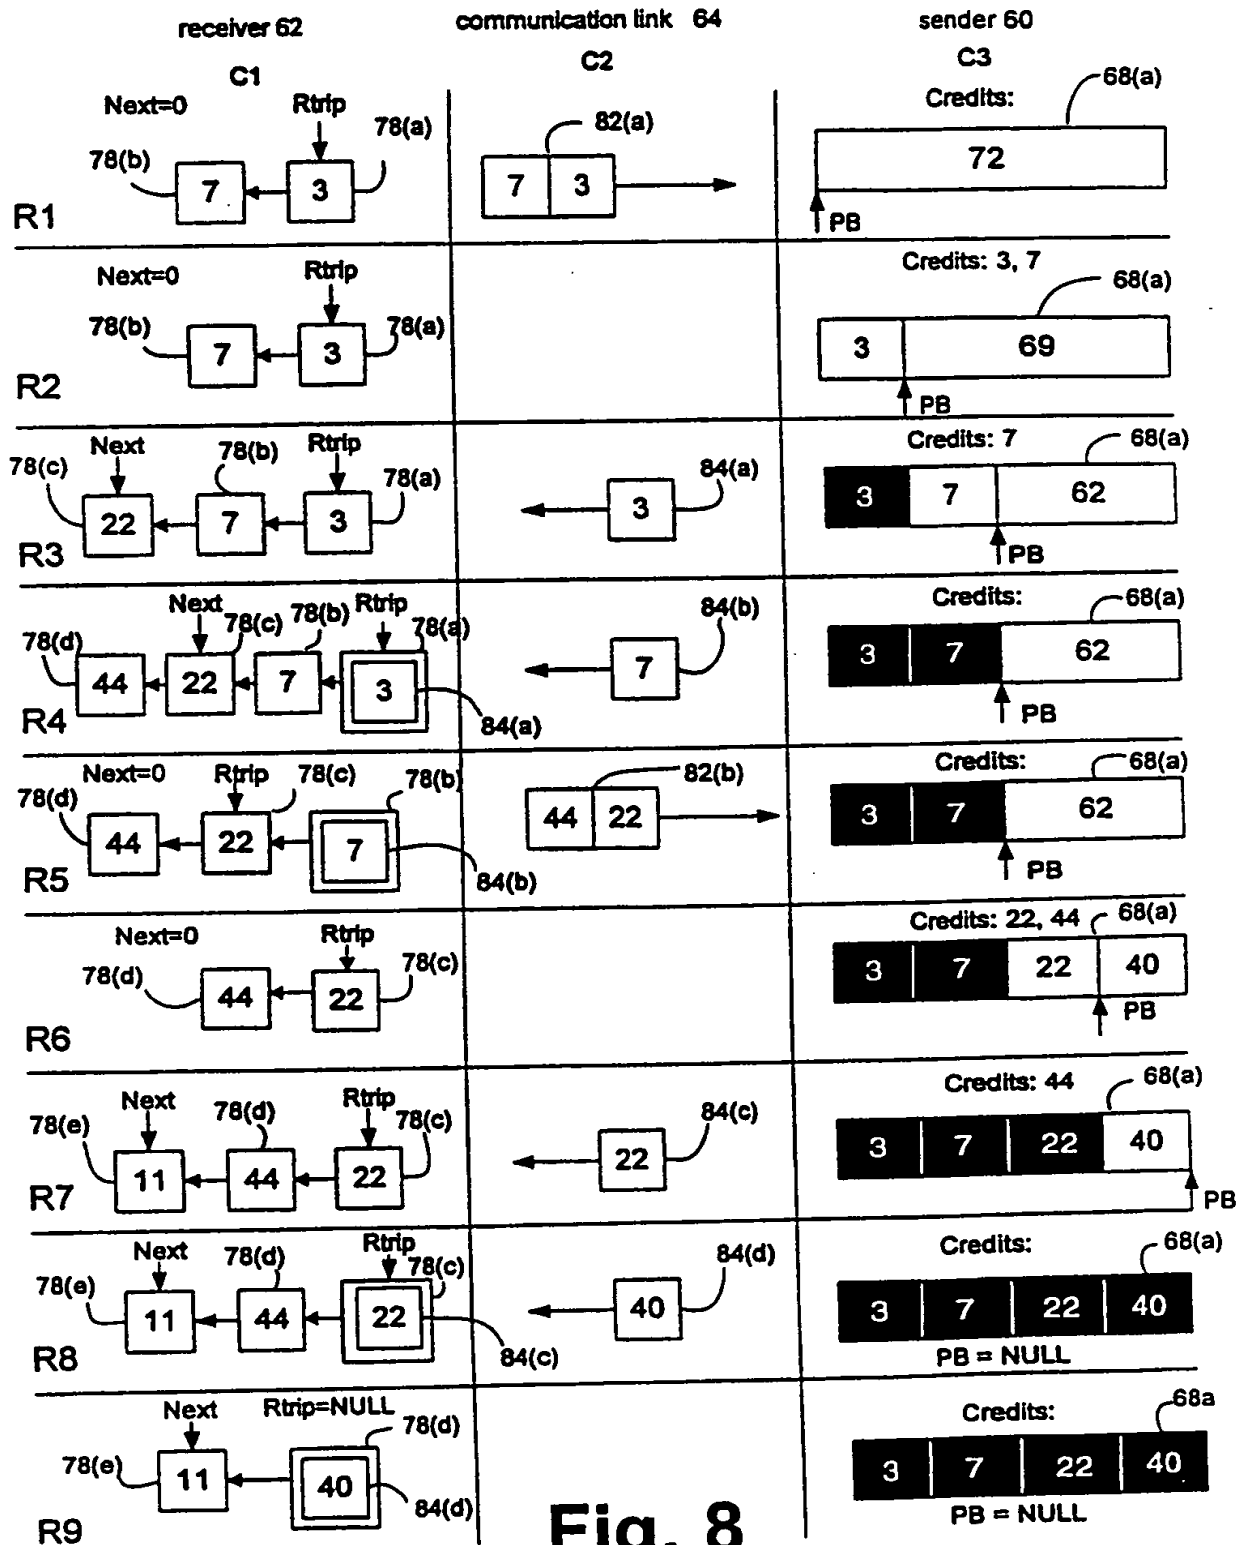 receiver 62 communication link 64 sender 60
C1 C2 C3
Next=0 Rtrip 78(a) 78(b) 7 3
82(a) 7 3
Credits: 68(a) 72 PB
R1
Next=0 Rtrip 78(b) 78(a) 7 3
Credits: 3, 7 68(a) 3 69 PB
R2
Next 78(b) Rtrip 78(c) 78(a) 22 7 3
84(a) 3
Credits: 7 68(a) 3 7 62 PB
R3
Next 78(c) 78(b) Rtrip 78(a) 78(d) 44 22 7 3 84(a)
84(b) 7
Credits: 68(a) 3 7 62 PB
R4
Next=0 Rtrip 78(c) 78(b) 78(d) 44 22 7 84(b)
82(b) 44 22
Credits: 68(a) 3 7 62 PB
R5
Next=0 Rtrip 78(d) 78(c) 44 22
Credits: 22, 44 68(a) 3 7 22 40 PB
R6
Next 78(d) Rtrip 78(c) 78(e) 11 44 22
84(c) 22
Credits: 44 68(a) 3 7 22 40 PB
R7
Next 78(d) Rtrip 78(c) 78(e) 11 44 22 84(c)
84(d) 40
Credits: 68(a) 3 7 22 40 PB = NULL
R8
Next Rtrip=NULL 78(d) 78(e) 11 40 84(d)
Credits: 68a 3 7 22 40 PB = NULL
R9
Fig. 8